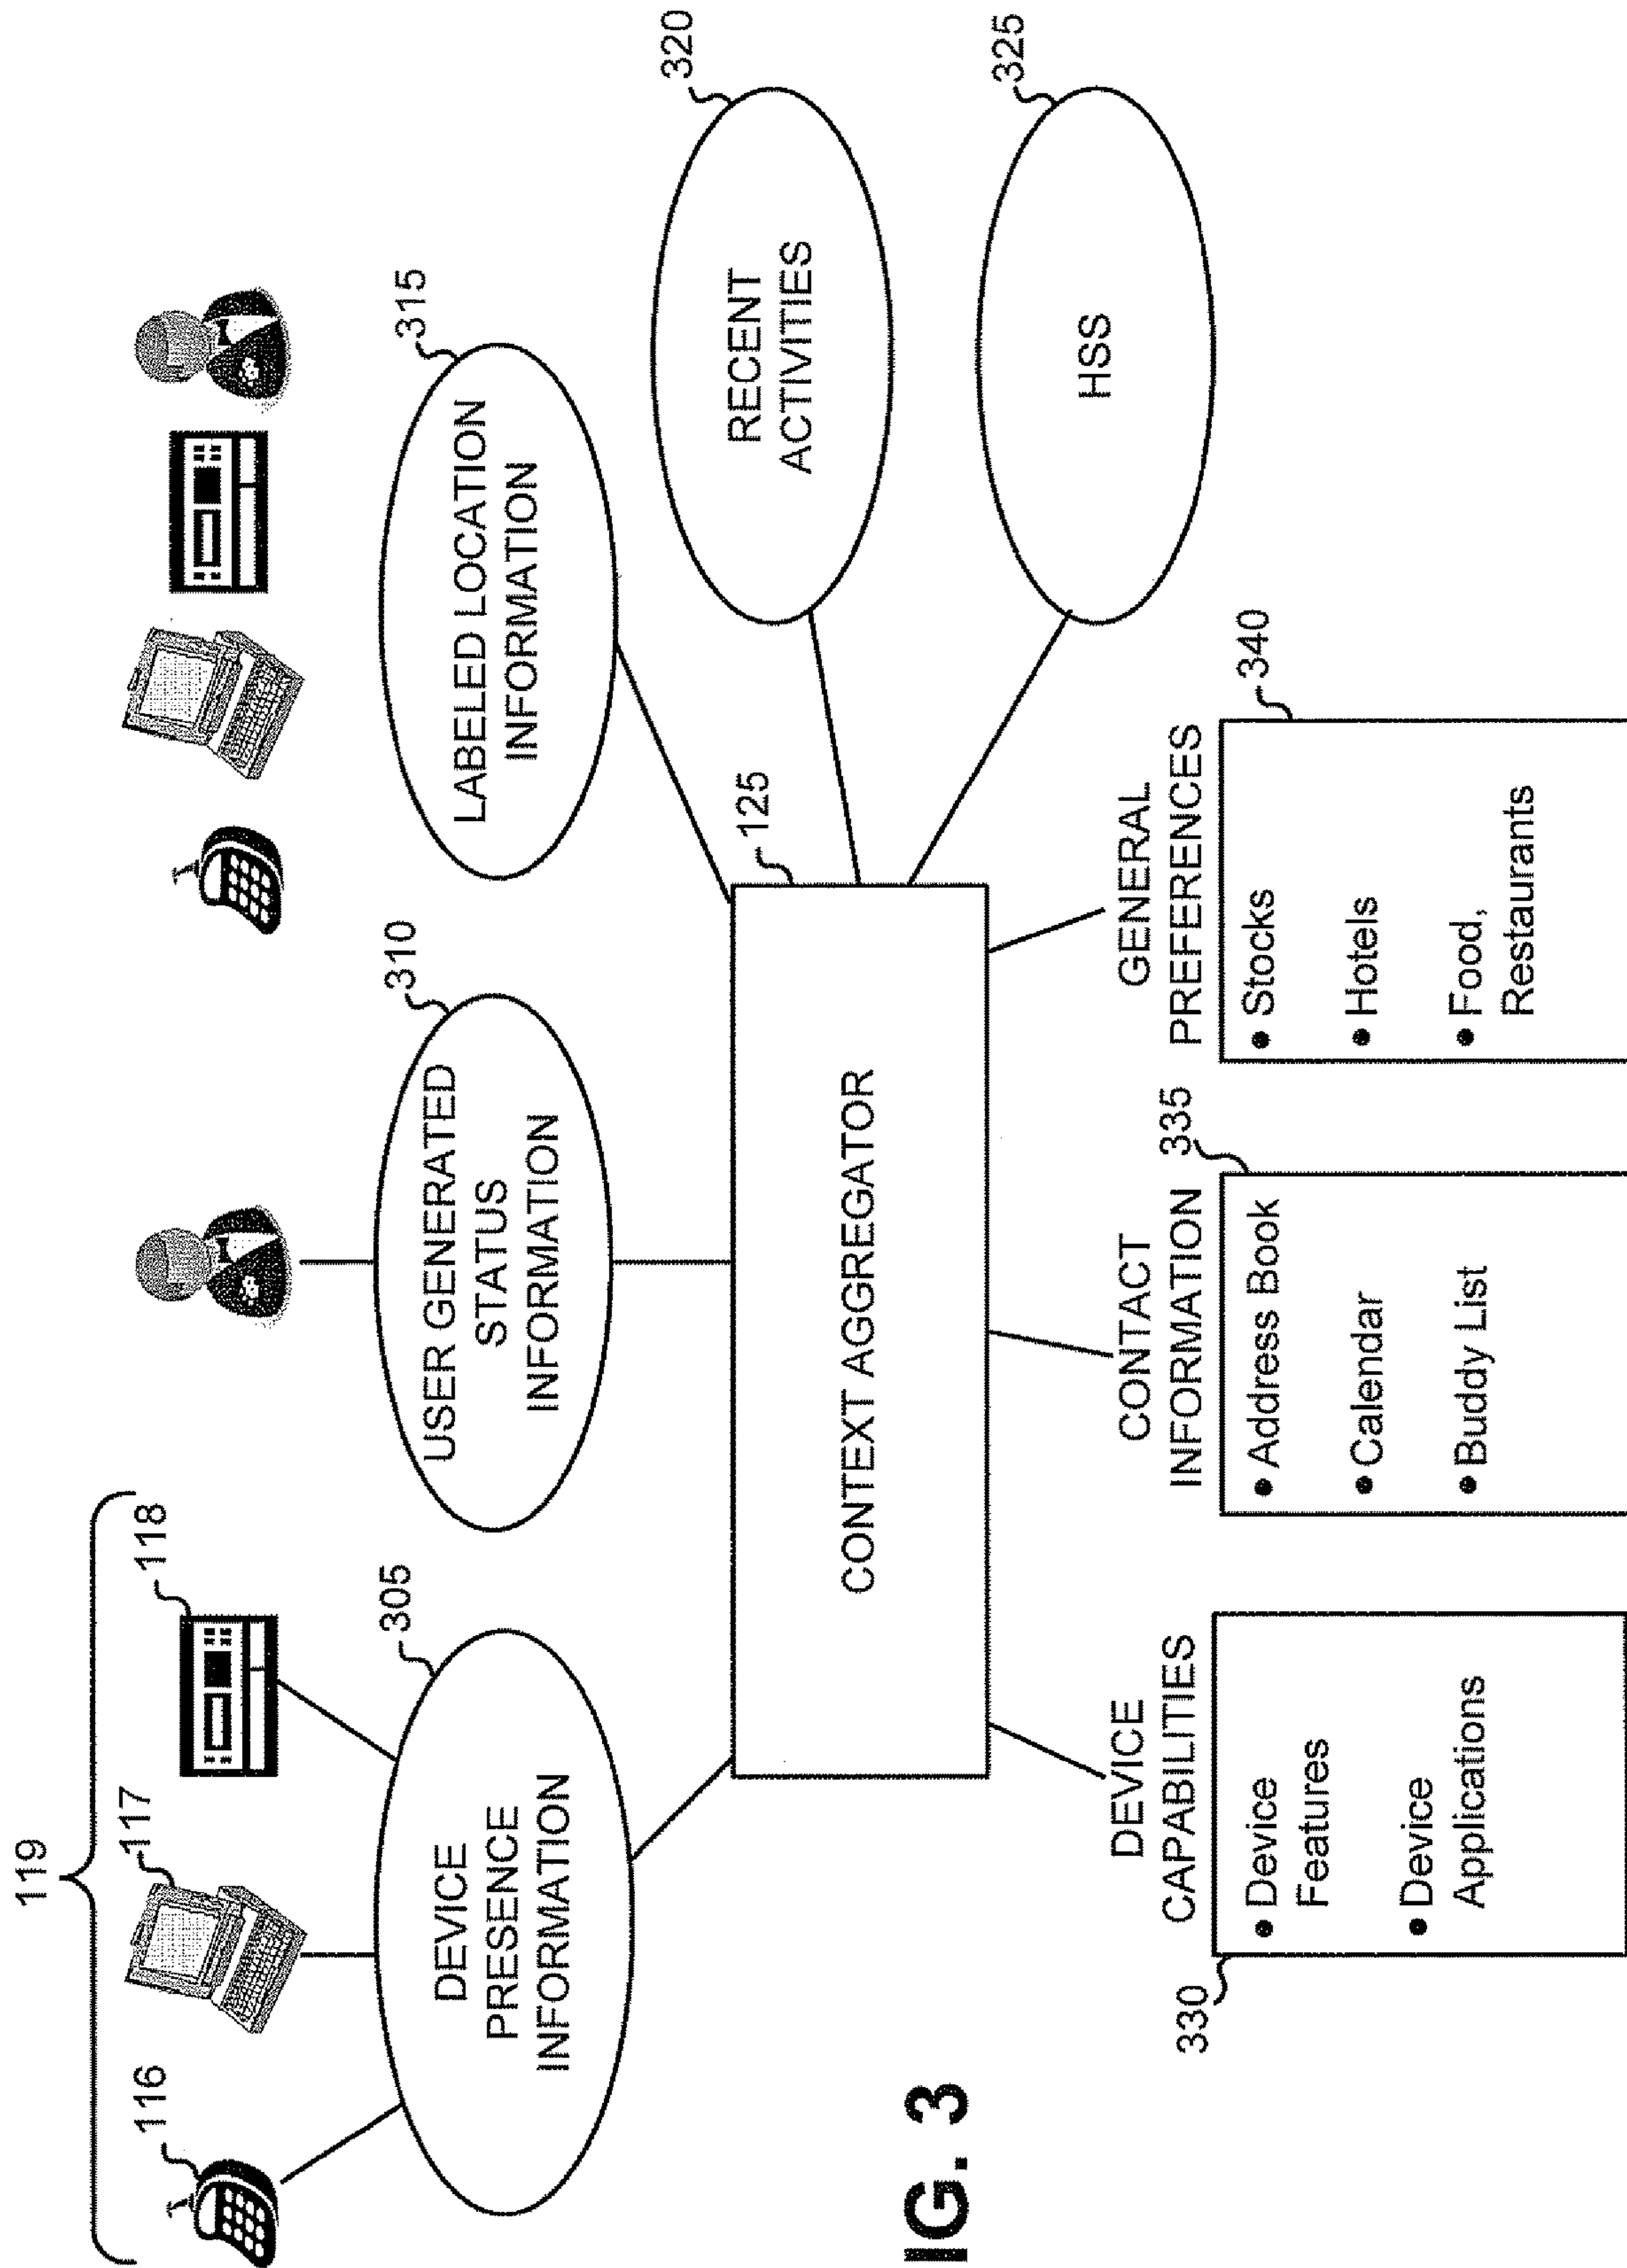 119
116
117
118
DEVICE
PRESENCE
INFORMATION
305
USER GENERATED
STATUS
INFORMATION
310
LABELED LOCATION
INFORMATION
315
RECENT
ACTIVITIES
320
HSS
325
CONTEXT AGGREGATOR
125
IG. 3
DEVICE
CAPABILITIES
330
• Device
Features
• Device
Applications
CONTACT
INFORMATION
335
• Address Book
• Calendar
• Buddy List
GENERAL
PREFERENCES
340
• Stocks
• Hotels
• Food,
Restaurants